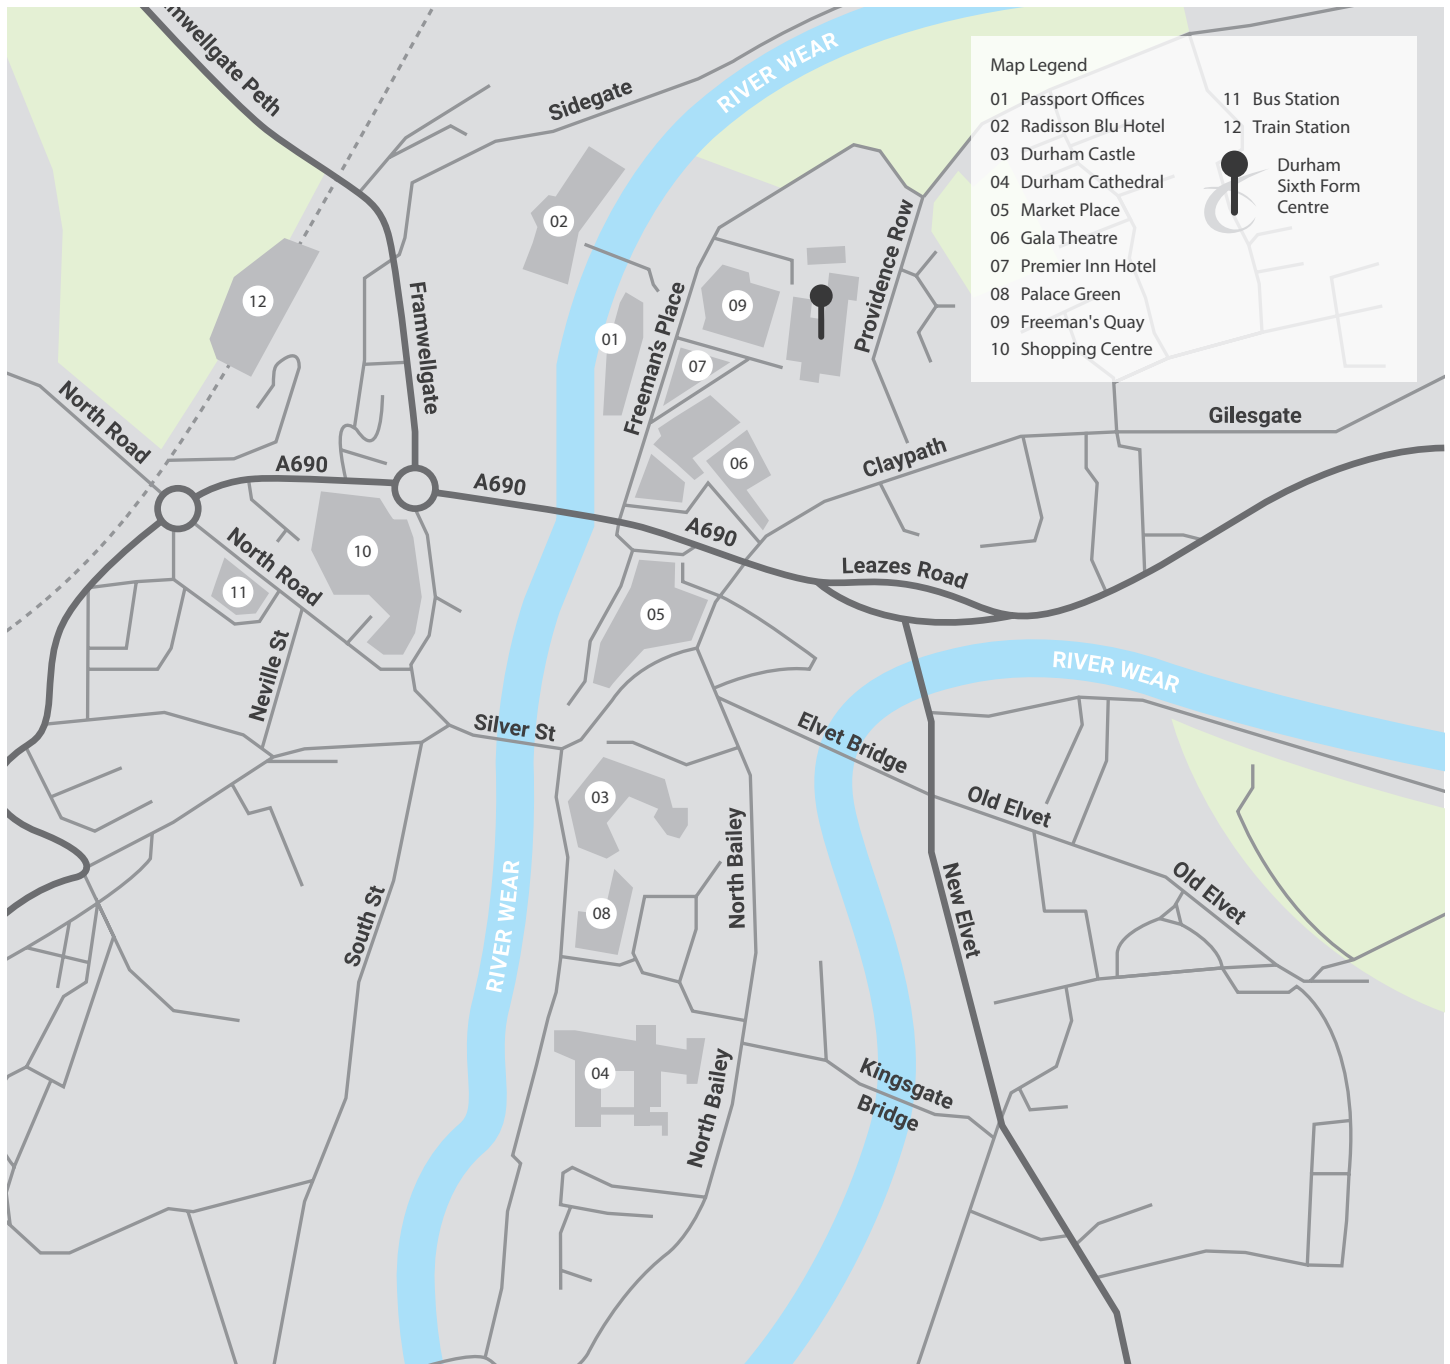 mwellgate Peth
Sidegate
RIVER WEAR
Map Legend
01 Passport Offices
02 Radisson Blu Hotel
03 Durham Castle
04 Durham Cathedral
05 Market Place
06 Gala Theatre
07 Premier Inn Hotel
08 Palace Green
09 Freeman's Quay
10 Shopping Centre
11 Bus Station
12 Train Station
Durham
Sixth Form
Centre
02
12
01
09
07
Framwellgate
Freeman's Place
Providence Row
North Road
A690
A690
A690
06
Claypath
Gilesgate
10
North Road
11
Leazes Road
05
Neville St
Silver St
RIVER WEAR
Elvet Bridge
Old Elvet
03
North Bailey
08
South St
RIVER WEAR
New Elvet
Old Elvet
04
North Bailey
Kingsgate
Bridge